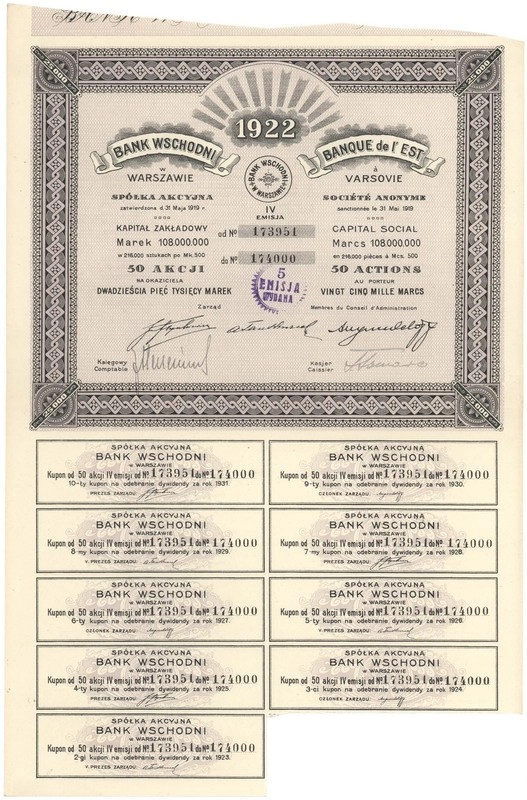 25000
25000
1922
BANK WSCHODNI
w
WARSZAWIE
SPÓŁKA AKCYJNA
zatwierdzona d. 31 Maja 1919 r.
KAPITAŁ ZAKŁADOWY
Marek 108.000.000
w 216.000 sztukach po Mk. 500
50 AKCJI
NA OKAZICIELA
DWADZIEŚCIA PIĘĆ TYSIĘCY MAREK
BANK WSCHODNI
W WARSZAWIE
IV
EMISJA
od № 173951
do № 174000
5
EMISJA
WYDANA
BANQUE de l'EST
à
VARSOVIE
SOCIÉTÉ ANONYME
sanctionnée le 31 Mai 1919
CAPITAL SOCIAL
Marcs 108.000.000
en 216.000 pièces à Mcs. 500
50 ACTIONS
AU PORTEUR
VINGT CINQ MILLE MARCS
Zarząd
Membres du Conseil d'Administration
Księgowy
Comptable
Kasjer
Caissier
25000
25000
SPÓŁKA AKCYJNA
BANK WSCHODNI
w WARSZAWIE
Kupon od 50 akcji IV emisji od № 173951 do № 174000
10-ty kupon na odebranie dywidendy za rok 1931.
PREZES ZARZĄDU:
SPÓŁKA AKCYJNA
BANK WSCHODNI
w WARSZAWIE
Kupon od 50 akcji IV emisji od № 173951 do № 174000
9-ty kupon na odebranie dywidendy za rok 1930.
CZŁONEK ZARZĄDU:
SPÓŁKA AKCYJNA
BANK WSCHODNI
w WARSZAWIE
Kupon od 50 akcji IV emisji od № 173951 do № 174000
8-my kupon na odebranie dywidendy za rok 1929.
V. PREZES ZARZĄDU:
SPÓŁKA AKCYJNA
BANK WSCHODNI
w WARSZAWIE
Kupon od 50 akcji IV emisji od № 173951 do № 174000
7-my kupon na odebranie dywidendy za rok 1928.
PREZES ZARZĄDU:
SPÓŁKA AKCYJNA
BANK WSCHODNI
w WARSZAWIE
Kupon od 50 akcji IV emisji od № 173951 do № 174000
6-ty kupon na odebranie dywidendy za rok 1927.
CZŁONEK ZARZĄDU:
SPÓŁKA AKCYJNA
BANK WSCHODNI
w WARSZAWIE
Kupon od 50 akcji IV emisji od № 173951 do № 174000
5-ty kupon na odebranie dywidendy za rok 1926.
V. PREZES ZARZĄDU:
SPÓŁKA AKCYJNA
BANK WSCHODNI
w WARSZAWIE
Kupon od 50 akcji IV emisji od № 173951 do № 174000
4-ty kupon na odebranie dywidendy za rok 1925.
PREZES ZARZĄDU:
SPÓŁKA AKCYJNA
BANK WSCHODNI
w WARSZAWIE
Kupon od 50 akcji IV emisji od № 173951 do № 174000
3-ci kupon na odebranie dywidendy za rok 1924.
CZŁONEK ZARZĄDU:
SPÓŁKA AKCYJNA
BANK WSCHODNI
w WARSZAWIE
Kupon od 50 akcji IV emisji od № 173951 do № 174000
2-gi kupon na odebranie dywidendy za rok 1923.
V. PREZES ZARZĄDU: